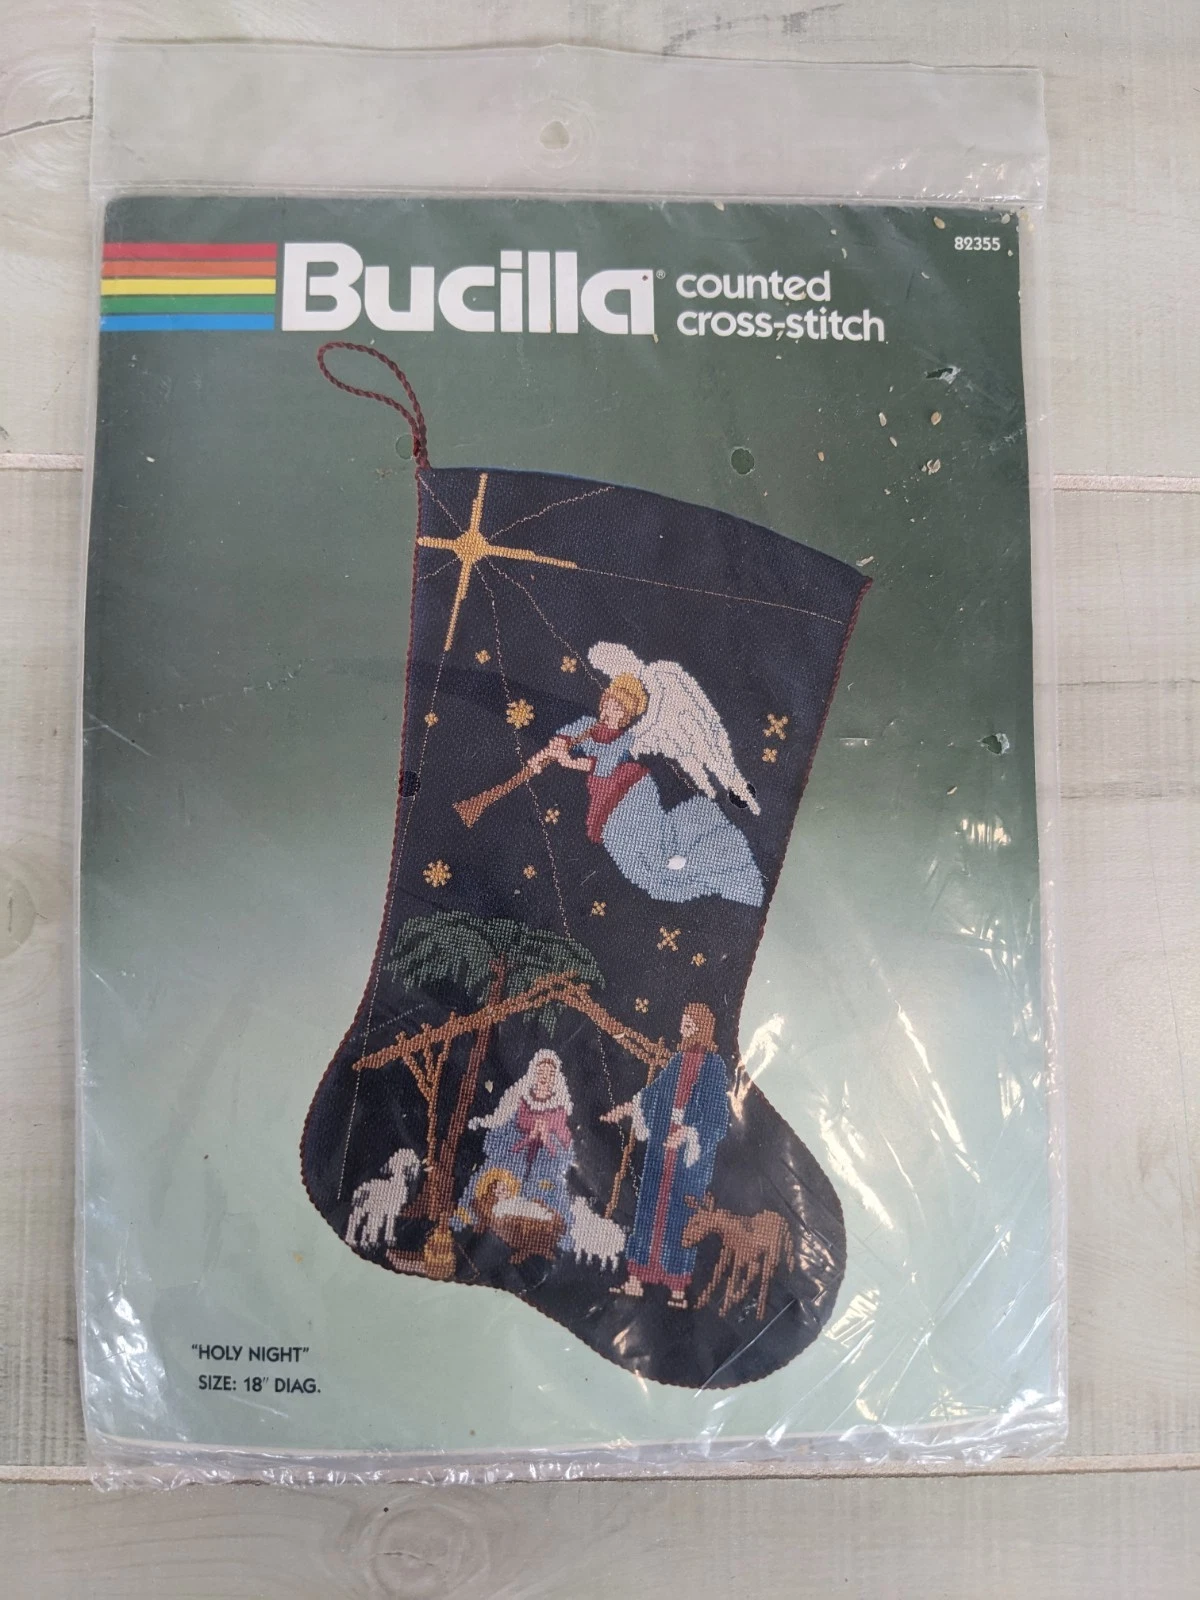 82355
Bucilla®
counted
cross-stitch
"HOLY NIGHT"
SIZE: 18" DIAG.